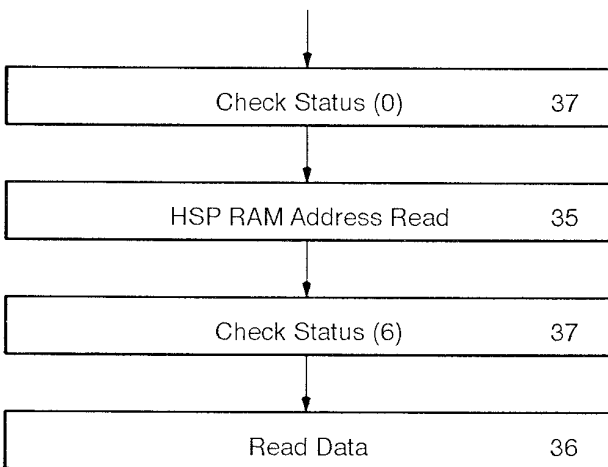 Check Status (0) 37
HSP RAM Address Read 35
Check Status (6) 37
Read Data 36